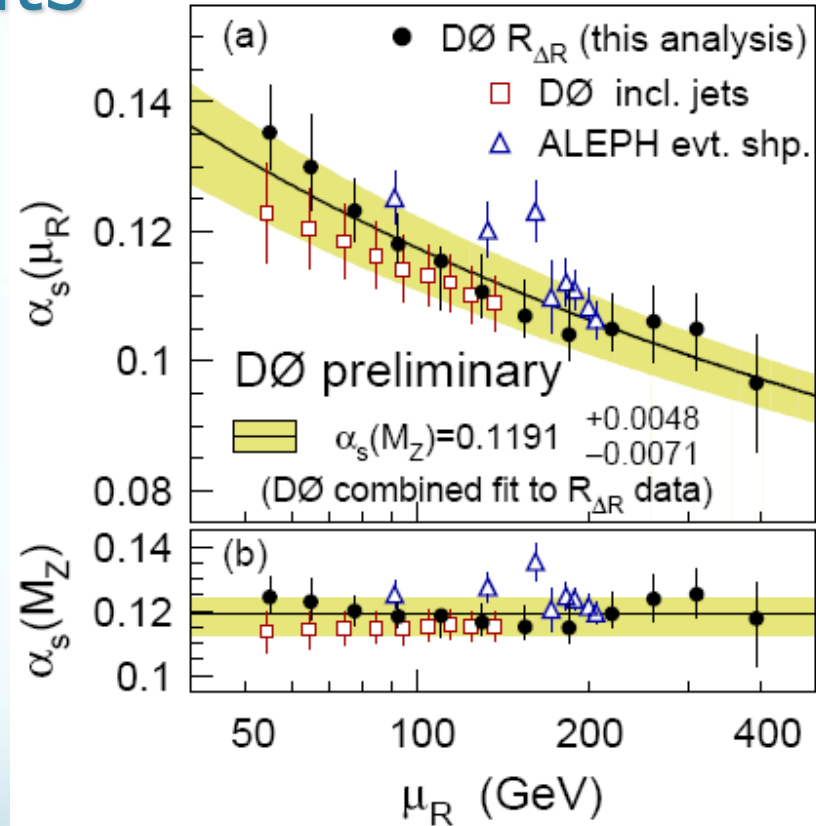 (a)
DØ R_ΔR (this analysis)
DØ incl. jets
ALEPH evt. shp.
0.14
0.12
0.1
0.08
α_s(μ_R)
DØ preliminary
α_s(M_Z)=0.1191 +0.0048 −0.0071
(DØ combined fit to R_ΔR data)
(b)
0.14
0.12
0.1
α_s(M_Z)
50 100 200 400
μ_R (GeV)